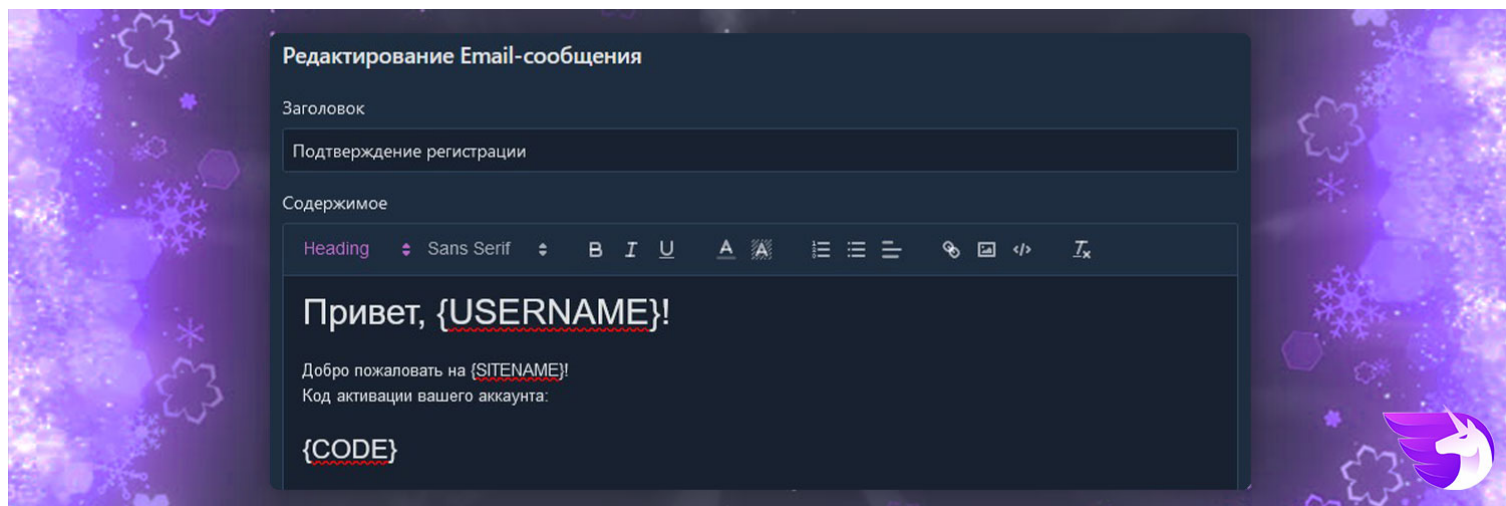 Редактирование Email-сообщения
Заголовок
Подтверждение регистрации
Содержимое
Heading Sans Serif B I U A A </> Tx
Привет, {USERNAME}!
Добро пожаловать на {SITENAME}!
Код активации вашего аккаунта:
{CODE}